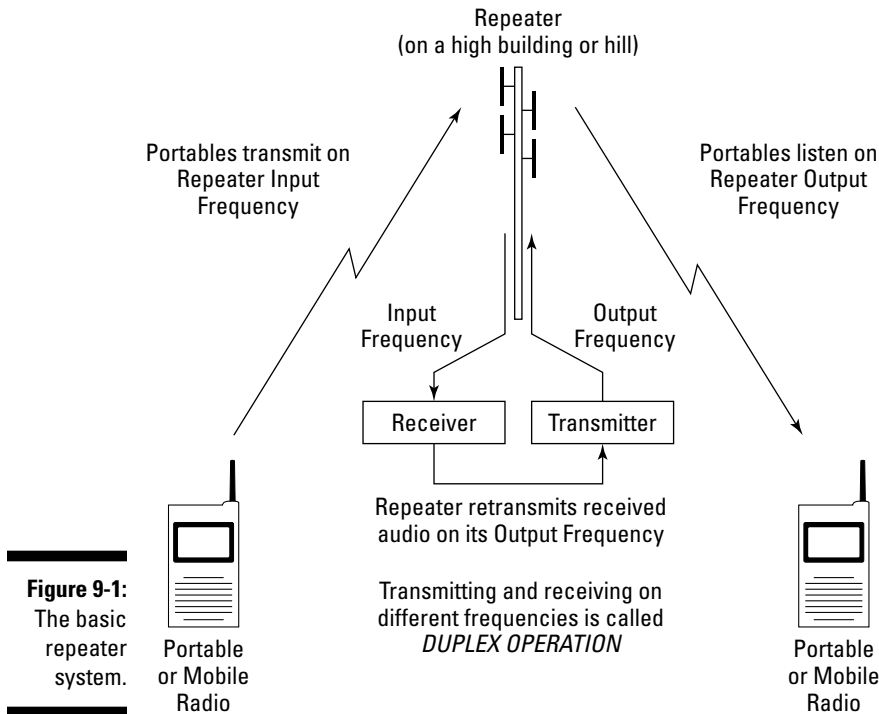 Repeater
(on a high building or hill)
Portables transmit on
Repeater Input
Frequency
Portables listen on
Repeater Output
Frequency
Input
Frequency
Output
Frequency
Receiver
Transmitter
Repeater retransmits received
audio on its Output Frequency
Transmitting and receiving on
different frequencies is called
DUPLEX OPERATION
Figure 9-1:
The basic
repeater
system.
Portable
or Mobile
Radio
Portable
or Mobile
Radio